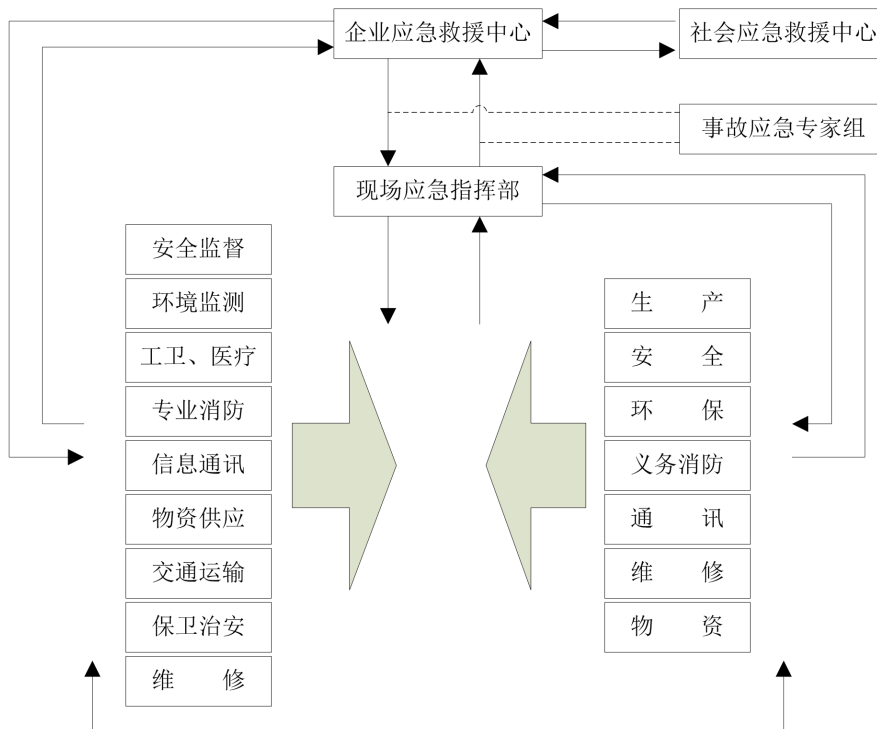 企业应急救援中心
社会应急救援中心
事故应急专家组
现场应急指挥部
安全监督
环境监测
工卫、医疗
专业消防
信息通讯
物资供应
交通运输
保卫治安
维　　修
生　　产
安　　全
环　　保
义务消防
通　　讯
维　　修
物　　资